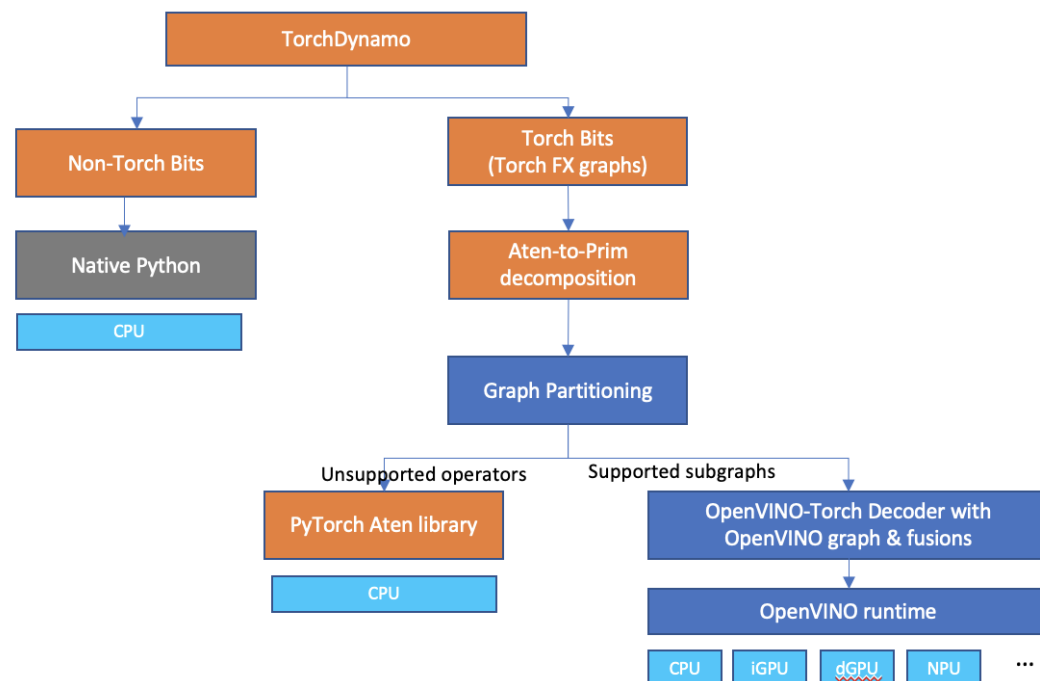 TorchDynamo
Non-Torch Bits
Torch Bits
(Torch FX graphs)
Native Python
Aten-to-Prim
decomposition
CPU
Graph Partitioning
Unsupported operators
Supported subgraphs
PyTorch Aten library
OpenVINO-Torch Decoder with
OpenVINO graph & fusions
CPU
OpenVINO runtime
CPU
iGPU
dGPU
NPU
...